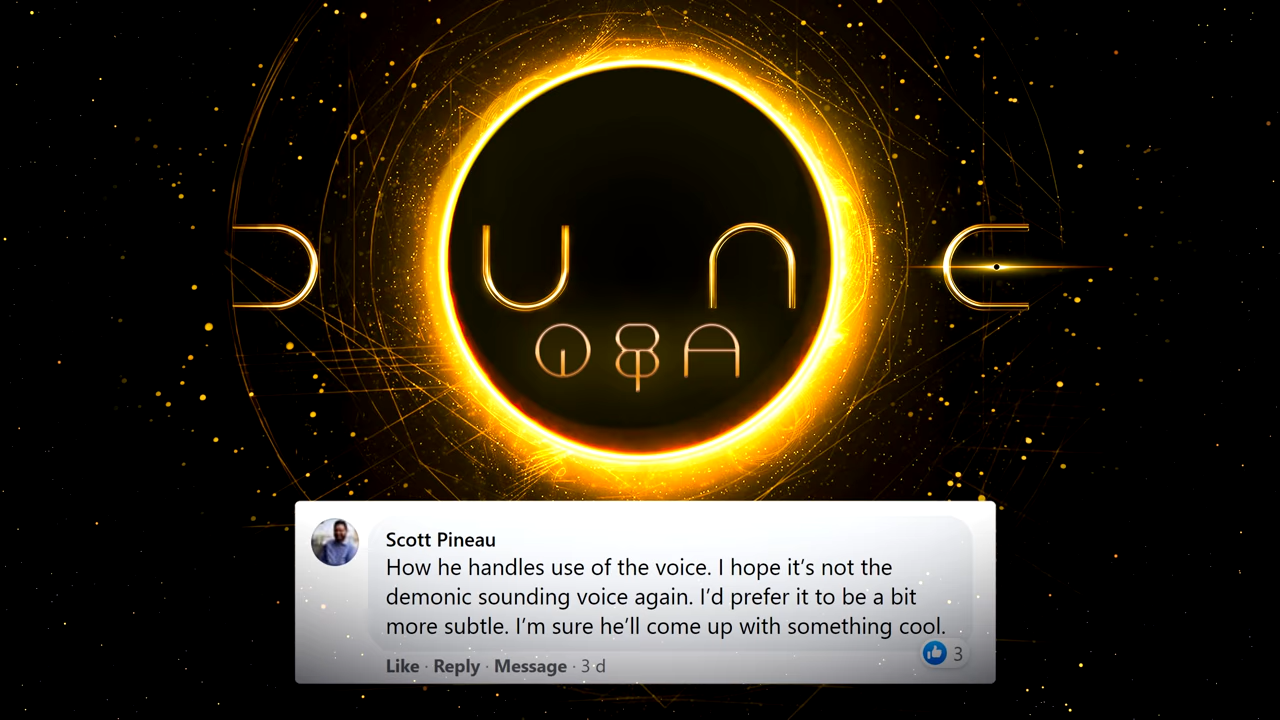 DUNE
Q&A
Scott Pineau
How he handles use of the voice. I hope it’s not the
demonic sounding voice again. I’d prefer it to be a bit
more subtle. I’m sure he’ll come up with something cool.
3
Like · Reply · Message · 3 d